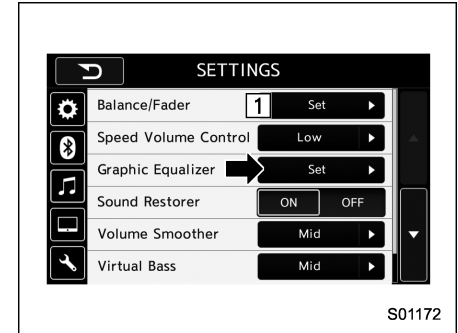 SETTINGS
Balance/Fader 1 Set
Speed Volume Control Low
Graphic Equalizer Set
Sound Restorer ON OFF
Volume Smoother Mid
Virtual Bass Mid
S01172